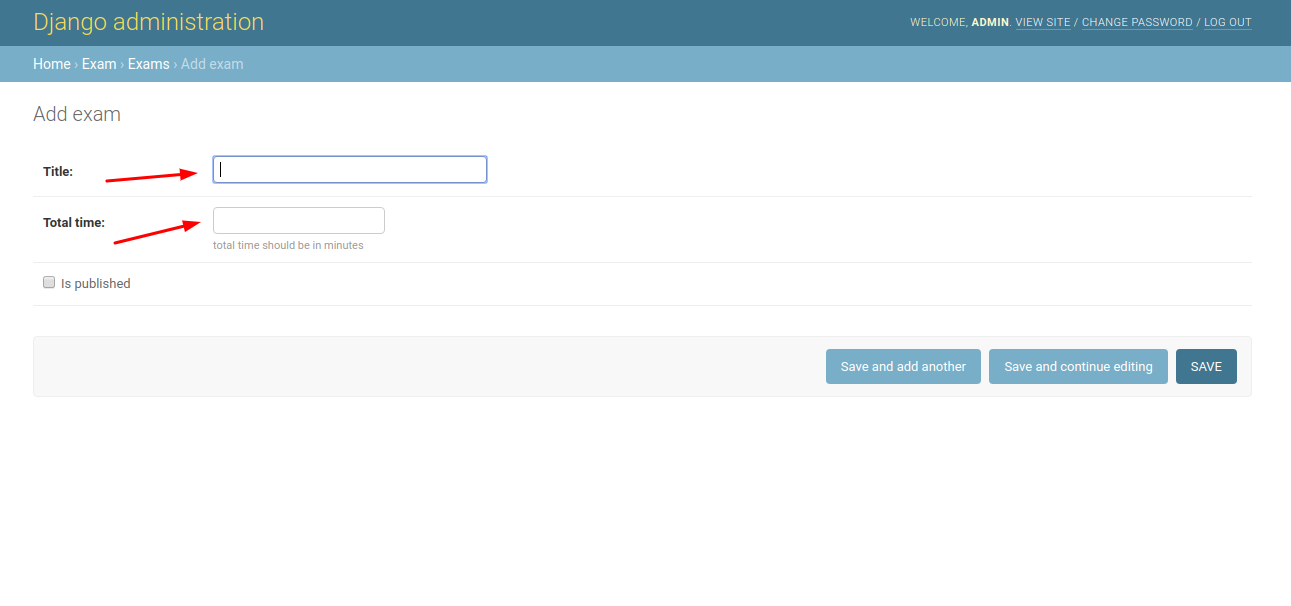 Django administration
WELCOME, ADMIN. VIEW SITE / CHANGE PASSWORD / LOG OUT
Home › Exam › Exams › Add exam
Add exam
Title:
Total time:
total time should be in minutes
Is published
Save and add another
Save and continue editing
SAVE